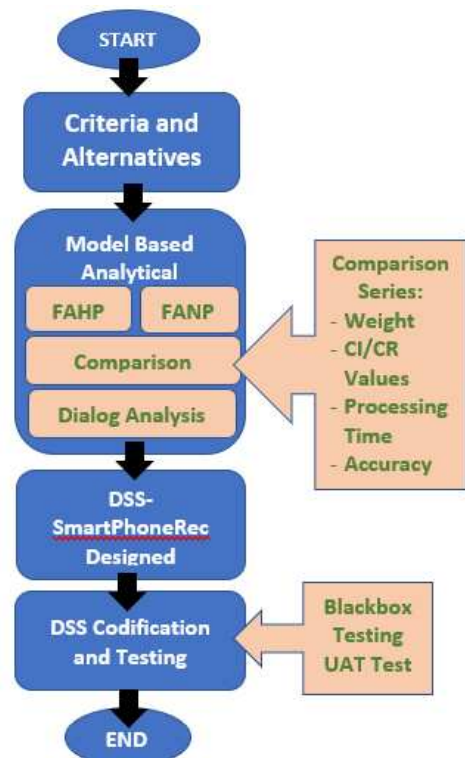 START
Criteria and
Alternatives
Model Based
Analytical
FAHP
FANP
Comparison
Dialog Analysis
Comparison
Series:
- Weight
- CI/CR
Values
- Processing
Time
- Accuracy
DSS-
SmartPhoneRec
Designed
DSS Codification
and Testing
Blackbox
Testing
UAT Test
END